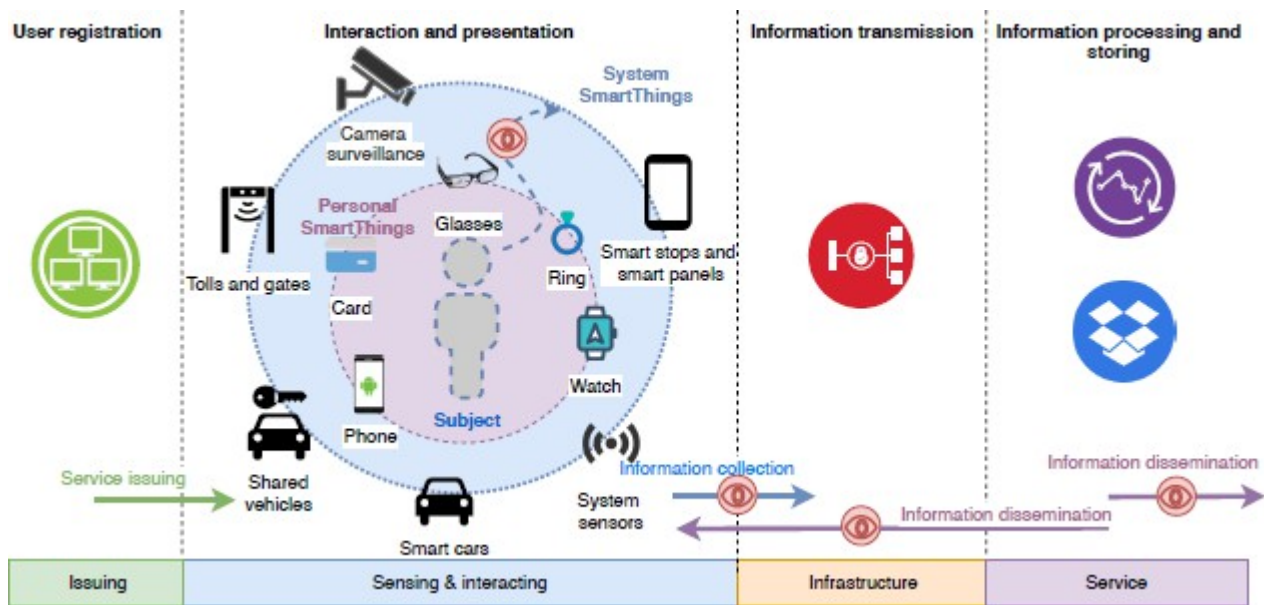 User registration
Interaction and presentation
Information transmission
Information processing and
storing
System
SmartThings
Camera
surveillance
Personal
SmartThings
Glasses
Tolls and gates
Card
Ring
Smart stops and
smart panels
Watch
Phone
Subject
Service issuing
Shared
vehicles
Smart cars
System
sensors
Information collection
Information dissemination
Information dissemination
Issuing
Sensing & interacting
Infrastructure
Service